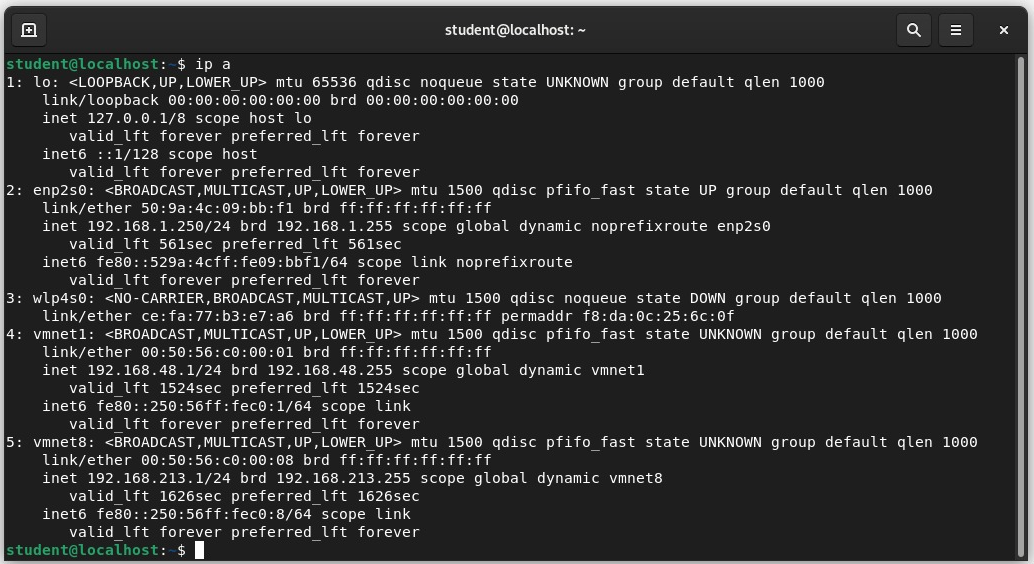 student@localhost: ~
student@localhost:~$ ip a
1: lo: <LOOPBACK,UP,LOWER_UP> mtu 65536 qdisc noqueue state UNKNOWN group default qlen 1000
    link/loopback 00:00:00:00:00:00 brd 00:00:00:00:00:00
    inet 127.0.0.1/8 scope host lo
       valid_lft forever preferred_lft forever
    inet6 ::1/128 scope host
       valid_lft forever preferred_lft forever
2: enp2s0: <BROADCAST,MULTICAST,UP,LOWER_UP> mtu 1500 qdisc pfifo_fast state UP group default qlen 1000
    link/ether 50:9a:4c:09:bb:f1 brd ff:ff:ff:ff:ff:ff
    inet 192.168.1.250/24 brd 192.168.1.255 scope global dynamic noprefixroute enp2s0
       valid_lft 561sec preferred_lft 561sec
    inet6 fe80::529a:4cff:fe09:bbf1/64 scope link noprefixroute
       valid_lft forever preferred_lft forever
3: wlp4s0: <NO-CARRIER,BROADCAST,MULTICAST,UP> mtu 1500 qdisc noqueue state DOWN group default qlen 1000
    link/ether ce:fa:77:b3:e7:a6 brd ff:ff:ff:ff:ff:ff permaddr f8:da:0c:25:6c:0f
4: vmnet1: <BROADCAST,MULTICAST,UP,LOWER_UP> mtu 1500 qdisc pfifo_fast state UNKNOWN group default qlen 1000
    link/ether 00:50:56:c0:00:01 brd ff:ff:ff:ff:ff:ff
    inet 192.168.48.1/24 brd 192.168.48.255 scope global dynamic vmnet1
       valid_lft 1524sec preferred_lft 1524sec
    inet6 fe80::250:56ff:fec0:1/64 scope link
       valid_lft forever preferred_lft forever
5: vmnet8: <BROADCAST,MULTICAST,UP,LOWER_UP> mtu 1500 qdisc pfifo_fast state UNKNOWN group default qlen 1000
    link/ether 00:50:56:c0:00:08 brd ff:ff:ff:ff:ff:ff
    inet 192.168.213.1/24 brd 192.168.213.255 scope global dynamic vmnet8
       valid_lft 1626sec preferred_lft 1626sec
    inet6 fe80::250:56ff:fec0:8/64 scope link
       valid_lft forever preferred_lft forever
student@localhost:~$